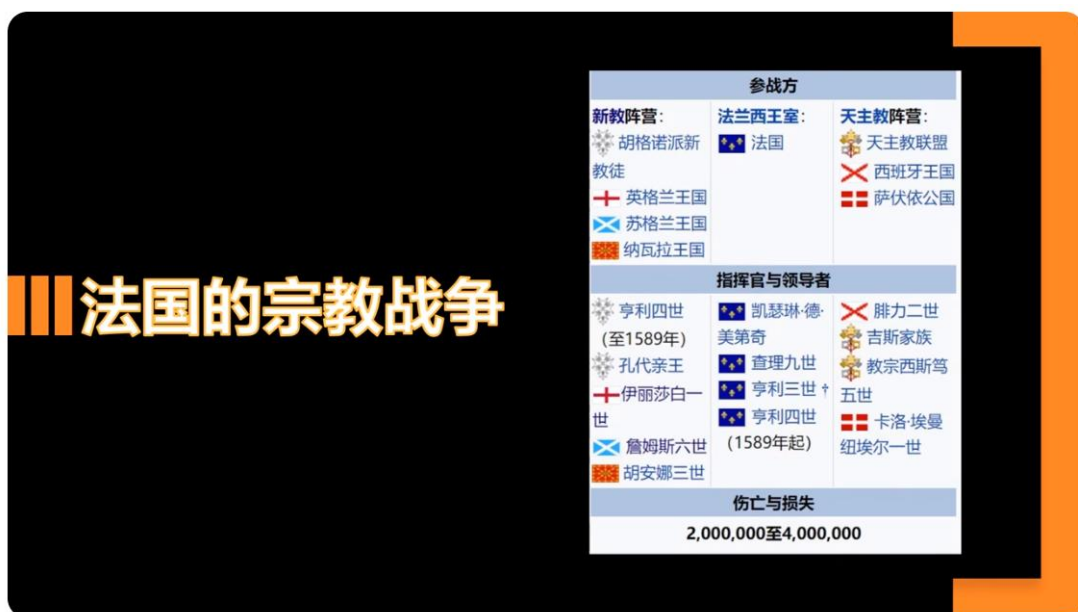 法国的宗教战争
参战方
新教阵营：
胡格诺派新
教徒
英格兰王国
苏格兰王国
纳瓦拉王国
法兰西王室：
法国
天主教阵营：
天主教联盟
西班牙王国
萨伏依公国
指挥官与领导者
亨利四世
（至1589年）
孔代亲王
伊丽莎白一
世
詹姆斯六世
胡安娜三世
凯瑟琳·德·
美第奇
查理九世
亨利三世 †
亨利四世
（1589年起）
腓力二世
吉斯家族
教宗西斯笃
五世
卡洛·埃曼
纽埃尔一世
伤亡与损失
2,000,000至4,000,000